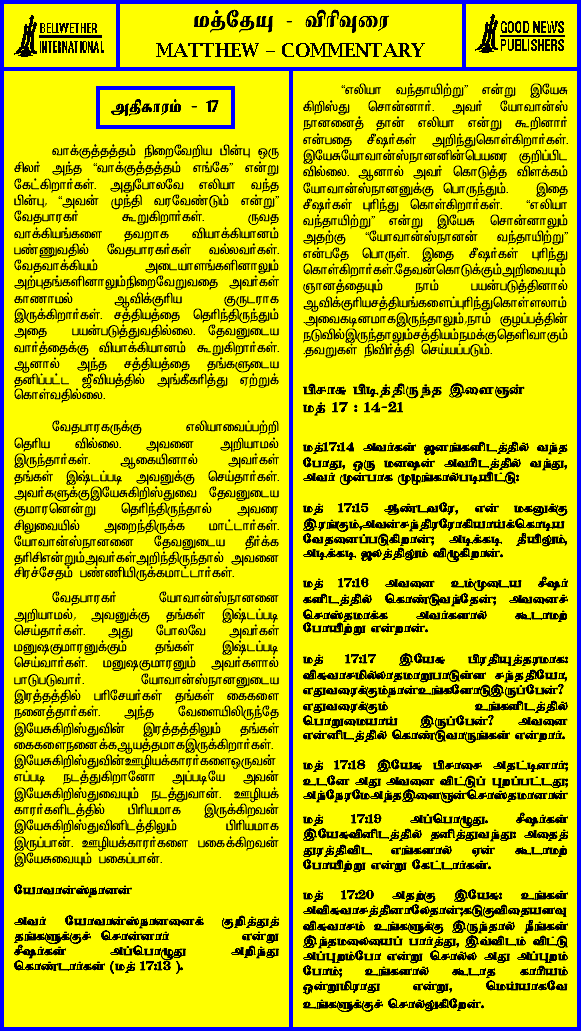 BELWETHER
INTERNATIONAL
மத்தேயு - விரிவுரை
MATTHEW – COMMENTARY
GOOD NEWS
PUBLISHERS
அதிகாரம் - 17
வாக்குத்தத்தம் நிறைவேறிய பின்பு ஒரு
சிலர் அந்த “வாக்குத்தத்தம் எங்கே” என்று
கேட்கிறார்கள். அதுபோலவே எலியா வந்த
பின்பு, “அவன் முந்தி வரவேண்டும் என்று”
வேதபாரகர் கூறுகிறார்கள். ருவத
வாக்கியங்களை தவறாக வியாக்கியானம்
பண்ணுவதில் வேதபாரகர்கள் வல்லவர்கள்.
வேதவாக்கியம் அடையாளங்களினாலும்
அற்புதங்களினாலும்நிறைவேறுவதை அவர்கள்
காணாமல் ஆவிக்குரிய குருடராக
இருக்கிறார்கள். சத்தியத்தை தெரிந்திருந்தும்
அதை பயன்படுத்துவதில்லை. தேவனுடைய
வார்த்தைக்கு வியாக்கியானம் கூறுகிறார்கள்.
ஆனால் அந்த சத்தியத்தை தங்களுடைய
தனிப்பட்ட ஜீவியத்தில் அங்கீகரித்து ஏற்றுக்
கொள்வதில்லை.
வேதபாரகருக்கு எலியாவைப்பற்றி
தெரிய வில்லை. அவனை அறியாமல்
இருந்தார்கள். ஆகையினால் அவர்கள்
தங்கள் இஷ்டப்படி அவனுக்கு செய்தார்கள்.
அவர்களுக்குஇயேசுகிறிஸ்துவை தேவனுடைய
குமாரனென்று தெரிந்திருந்தால் அவரை
சிலுவையில் அறைந்திருக்க மாட்டார்கள்.
யோவான்ஸ்நானனை தேவனுடைய தீர்க்க
தரிசிஎன்றும்அவர்கள்அறிந்திருந்தால் அவனை
சிரச்சேதம் பண்ணியிருக்கமாட்டார்கள்.
வேதபாரகர் யோவான்ஸ்நானனை
அறியாமல், அவனுக்கு தங்கள் இஷ்டப்படி
செய்தார்கள். அது போலவே அவர்கள்
மனுஷகுமாரனுக்கும் தங்கள் இஷ்டப்படி
செய்வார்கள். மனுஷகுமாரனும் அவர்களால்
பாடுபடுவார். யோவான்ஸ்நானனுடைய
இரத்தத்தில் பரிசேயர்கள் தங்கள் கைகளை
நனைத்தார்கள். அந்த வேளையிலிருந்தே
இயேசுகிறிஸ்துவின் இரத்தத்திலும் தங்கள்
கைகளைநனைக்கஆயத்தமாகஇருக்கிறார்கள்.
இயேசுகிறிஸ்துவின்ஊழியக்காரர்களைஒருவன்
எப்படி நடத்துகிறானோ அப்படியே அவன்
இயேசுகிறிஸ்துவையும் நடத்துவான். ஊழியக்
காரர்களிடத்தில் பிரியமாக இருக்கிறவன்
இயேசுகிறிஸ்துவினிடத்திலும் பிரியமாக
இருப்பான். ஊழியக்காரர்களை பகைக்கிறவன்
இயேசுவையும் பகைப்பான்.
யோவான்ஸ்நானன்
அவர் யோவான்ஸ்நானனைக் குறித்துத்
தங்களுக்குச் சொன்னார் என்று
சீஷர்கள் அப்பொழுது அறிந்து
கொண்டார்கள் (மத் 17:13 ).
“எலியா வந்தாயிற்று” என்று இயேசு
கிறிஸ்து சொன்னார். அவர் யோவான்ஸ்
நானனைத் தான் எலியா என்று கூறினார்
என்பதை சீஷர்கள் அறிந்துகொள்கிறார்கள்.
இயேசுயோவான்ஸ்நானனின்பெயரை குறிப்பிட
வில்லை. ஆனால் அவர் கொடுத்த விளக்கம்
யோவான்ஸ்நானனுக்கு பொருந்தும். இதை
சீஷர்கள் புரிந்து கொள்கிறார்கள். “எலியா
வந்தாயிற்று” என்று இயேசு சொன்னாலும்
அதற்கு “யோவான்ஸ்நானன் வந்தாயிற்று”
என்பதே பொருள். இதை சீஷர்கள் புரிந்து
கொள்கிறார்கள்.தேவன்கொடுக்கும்அறிவையும்
ஞானத்தையும் நாம் பயன்படுத்தினால்
ஆவிக்குரியசத்தியங்களைப்புரிந்துகொள்ளலாம்
.அவைகடினமாகஇருந்தாலும்,நாம் குழப்பத்தின்
நடுவில்இருந்தாலும்சத்தியம்நமக்குதெளிவாகும்
.தவறுகள் நிவிர்த்தி செய்யப்படும்.
பிசாசு பிடித்திருந்த இளைஞன்
மத் 17 : 14-21
மத்17:14 அவர்கள் ஜனங்களிடத்தில் வந்த
போது, ஒரு மனஷன் அவரிடத்தில் வந்து,
அவர் முன்பாக முழங்கால்படியிட்டு:
மத் 17:15 ஆண்டவரே, என் மகனுக்கு
இரங்கும்,அவன்சந்திரரோகியாய்க்கொடிய
வேதனைப்படுகிறான்; அடிக்கடி தீயிலும்,
அடிக்கடி ஜலத்திலும் விழுகிறான்.
மத் 17:16 அவனை உம்முடைய சீஷர்
களிடத்தில் கொண்டுவந்தேன்; அவனைச்
சொஸ்தமாக்க அவர்களால் கூடாமற்
போயிற்று என்றான்.
மத் 17:17 இயேசு பிரதியுத்தரமாக:
விசுவாசமில்லாதமாறுபாடுள்ள சந்ததியே,
எதுவரைக்கும்நான்உங்களோடுஇருப்பேன்?
எதுவரைக்கும் உங்களிடத்தில்
பொறுமையாய் இருப்பேன்? அவனை
என்னிடத்தில் கொண்டுவாருங்கள் என்றார்.
மத் 17:18 இயேசு பிசாசை அதட்டினார்;
உடனே அது அவனை விட்டுப் புறப்பட்டது;
அந்நேரமேஅந்தஇளைஞன்சொஸ்தமானான்
மத் 17:19 அப்பொழுது. சீஷர்கள்
இயேசுவினிடத்தில் தனித்துவந்து: அதைத்
துரத்திவிட எங்களால் ஏன் கூடாமற்
போயிற்று என்று கேட்டார்கள்.
மத் 17:20 அதற்கு இயேசு: உங்கள்
அவிசுவாசத்தினாலேதான்;கடுகுவிதையளவு
விசுவாசம் உங்களுக்கு இருந்தால் நீங்கள்
இந்தமலையைப் பார்த்து, இவ்விடம் விட்டு
அப்புறம்போ என்று சொல்ல அது அப்புறம்
போம்; உங்களால் கூடாத காரியம்
ஒன்றுமிராது என்று, மெய்யாகவே
உங்களுக்குச் சொல்லுகிறேன்.